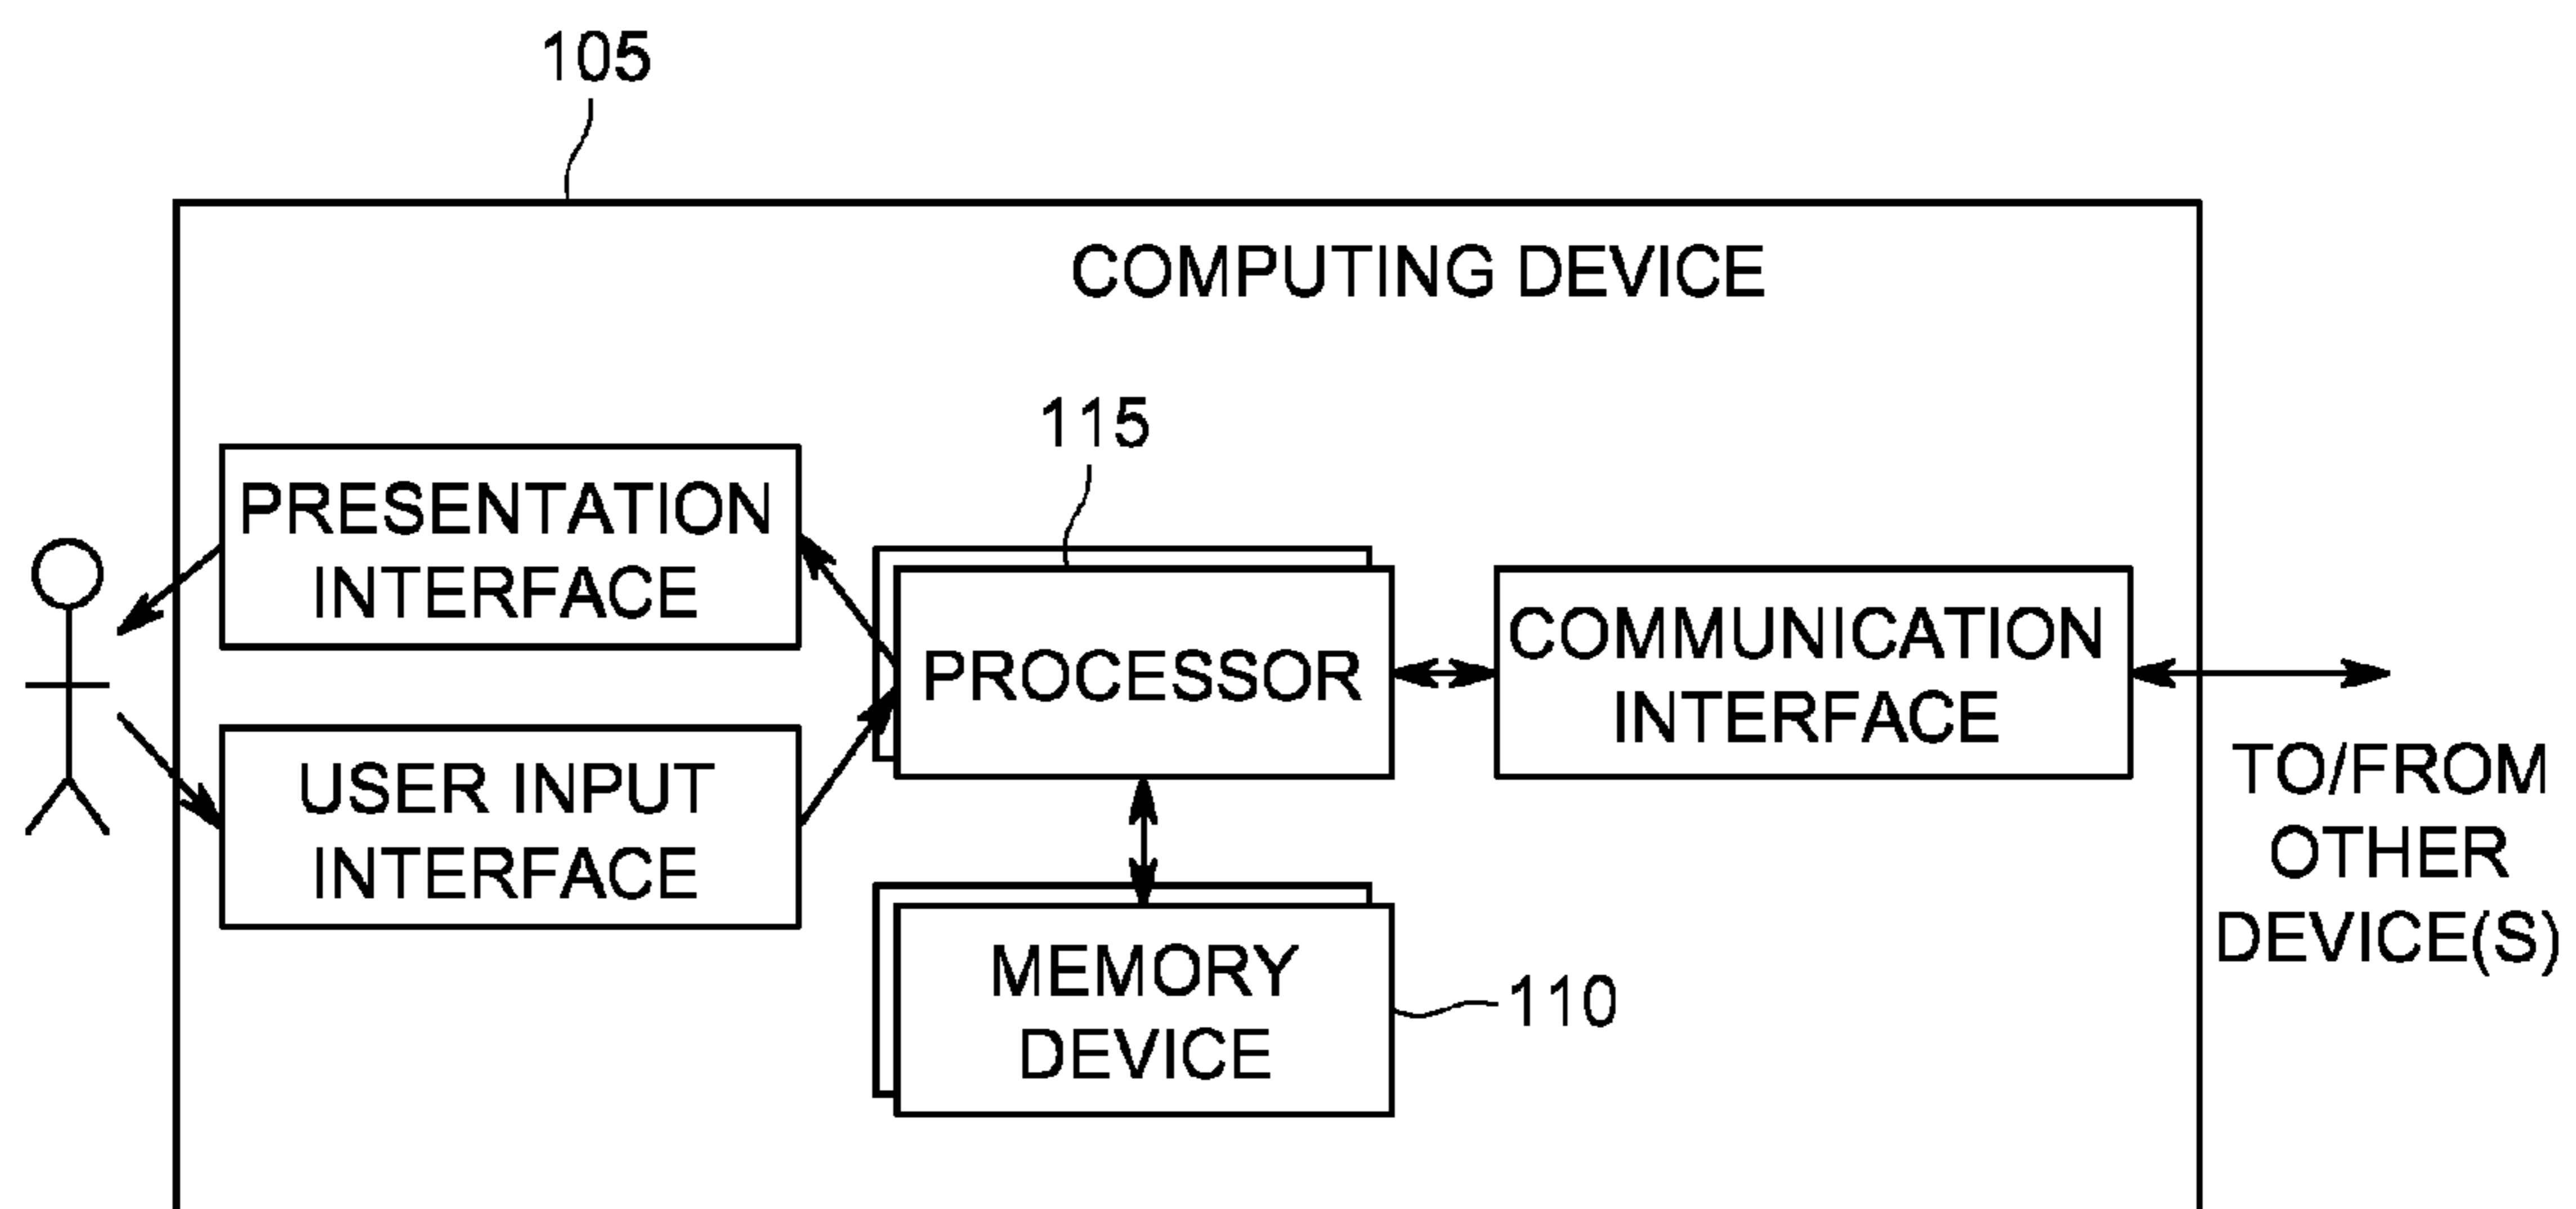 105
COMPUTING DEVICE
115
PRESENTATION
INTERFACE
PROCESSOR
COMMUNICATION
INTERFACE
USER INPUT
INTERFACE
TO/FROM
OTHER
DEVICE(S)
MEMORY
DEVICE
110